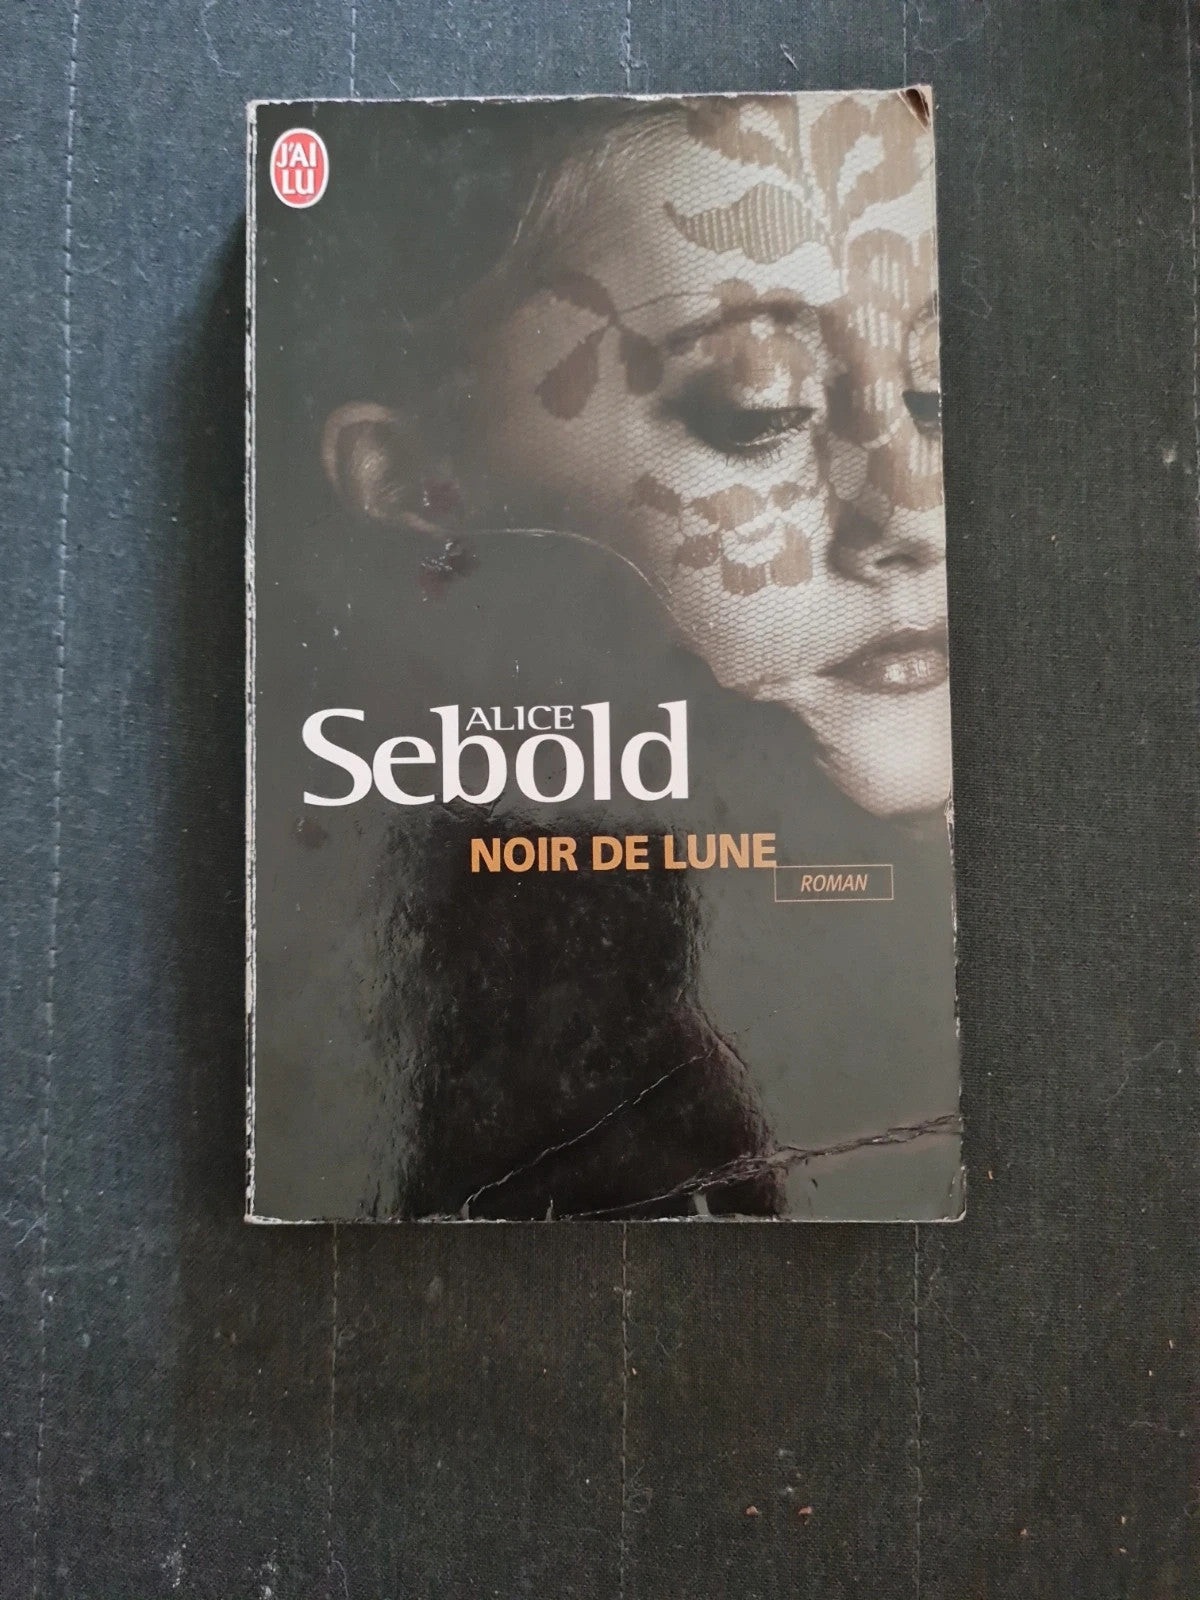 J'AI
LU
ALICE
Sebold
NOIR DE LUNE
ROMAN